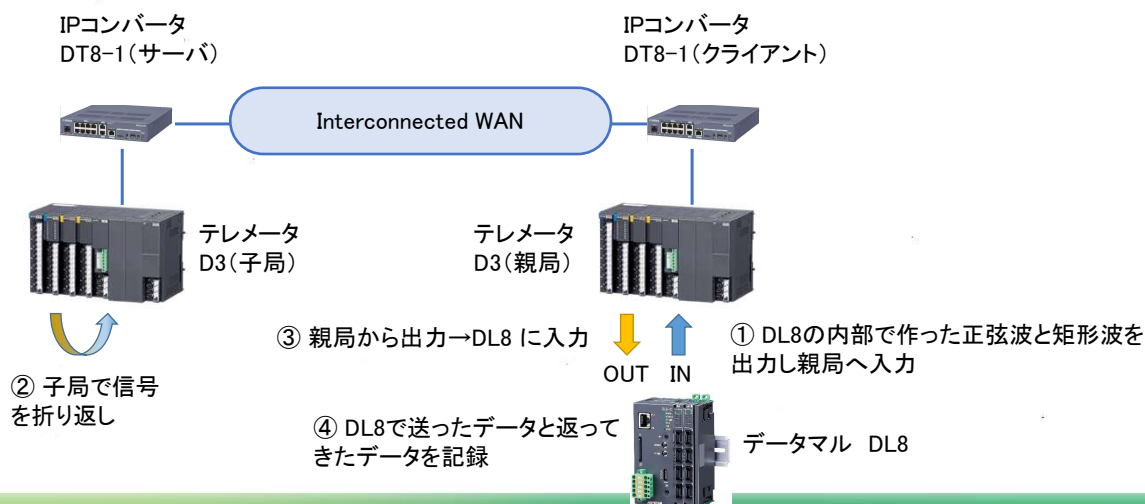 IPコンバータ
DT8-1(サーバ)
IPコンバータ
DT8-1(クライアント)
Interconnected WAN
テレメータ
D3(子局)
テレメータ
D3(親局)
② 子局で信号
を折り返し
③ 親局から出力→DL8 に入力
OUT IN
① DL8の内部で作った正弦波と矩形波を
出力し親局へ入力
④ DL8で送ったデータと返って
きたデータを記録
データマル DL8